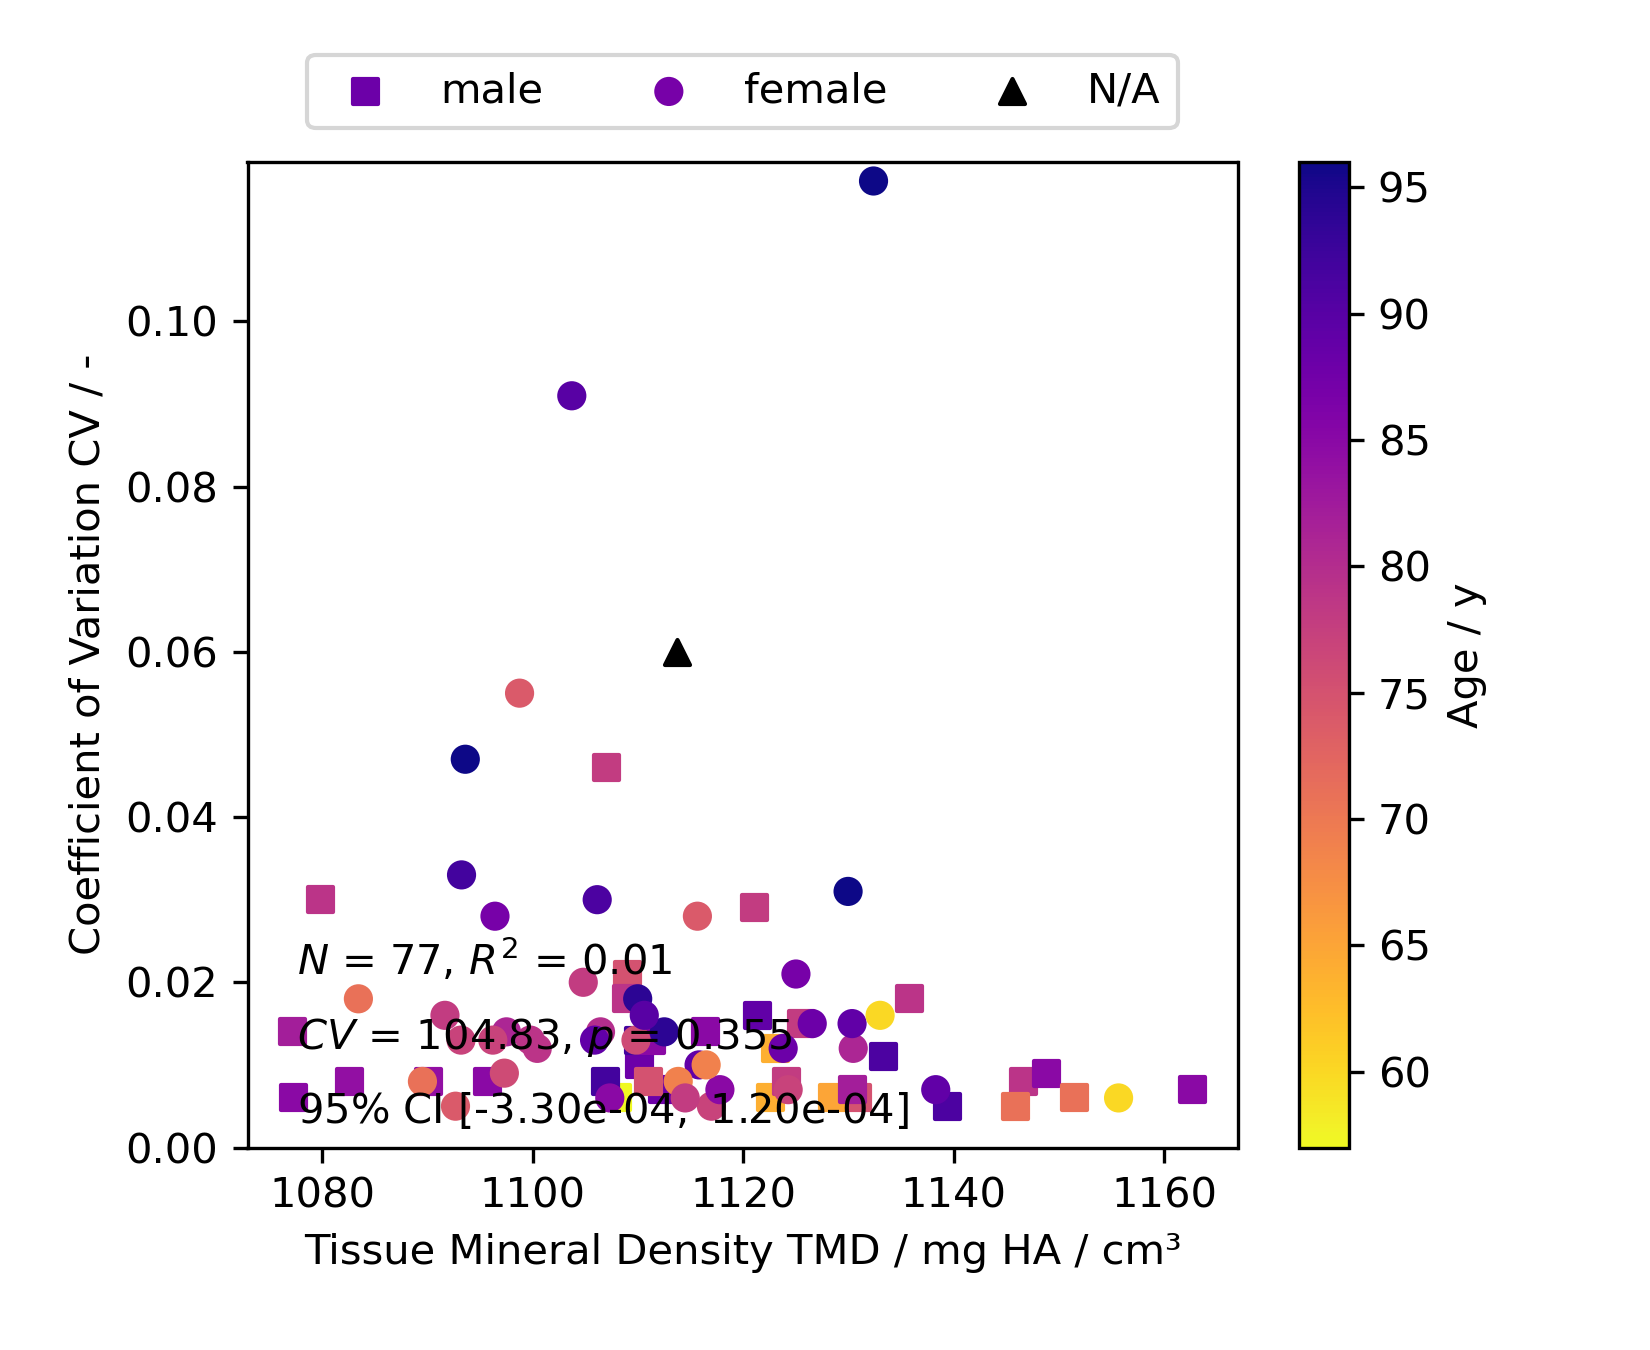 male female N/A
0.10
0.08
0.06
0.04
0.02
0.00
Coefficient of Variation CV / -
N = 77, R² = 0.01
CV = 104.83, p = 0.355
95% CI [-3.30e-04, 1.20e-04]
1080 1100 1120 1140 1160
Tissue Mineral Density TMD / mg HA / cm³
95
90
85
80
75
70
65
60
Age / y